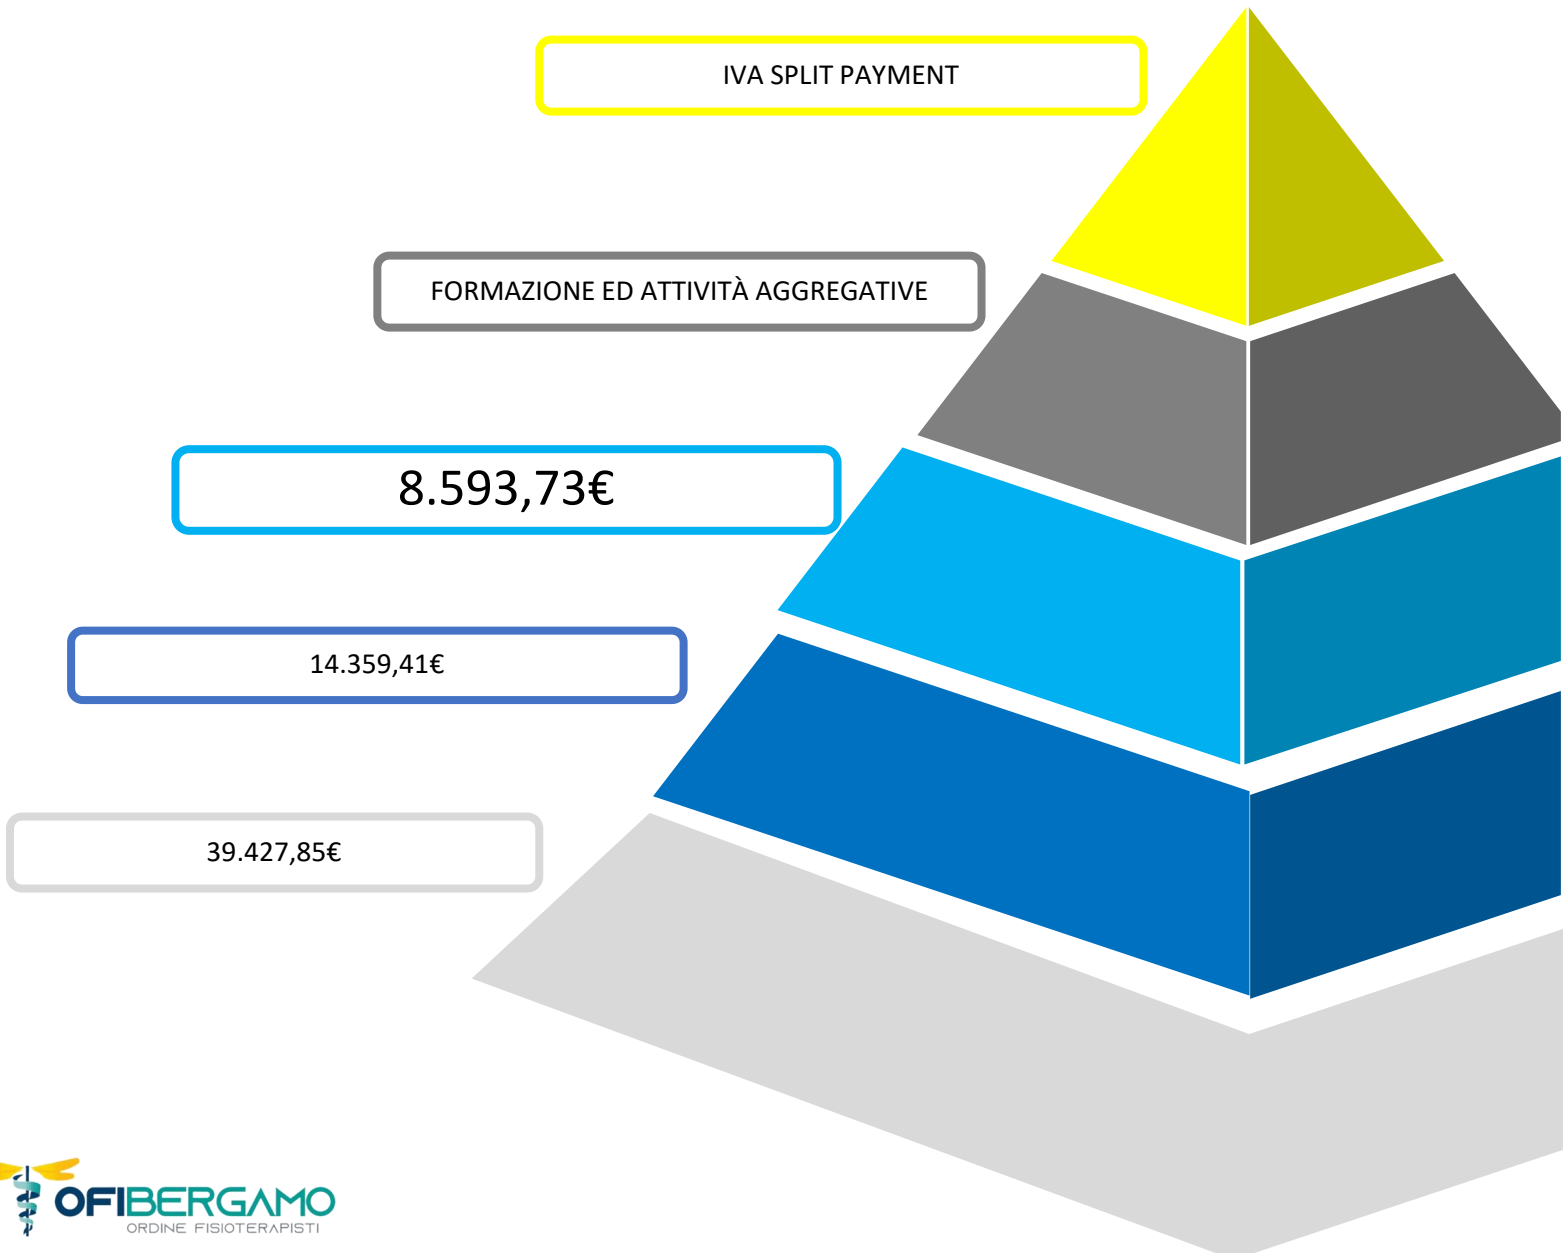 IVA SPLIT PAYMENT
FORMAZIONE ED ATTIVITÀ AGGREGATIVE
8.593,73€
14.359,41€
39.427,85€
OFIBERGAMO
ORDINE FISIOTERAPISTI